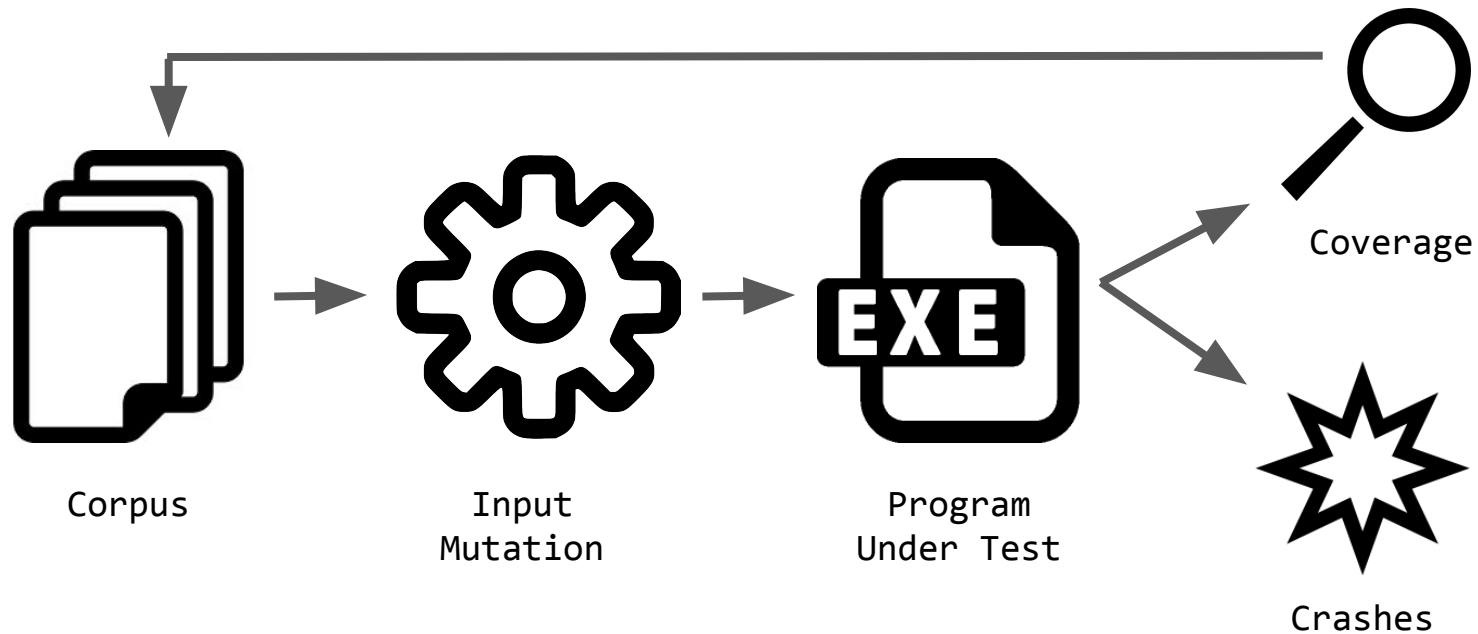 Coverage
EXE
Corpus
Input
Mutation
Program
Under Test
Crashes